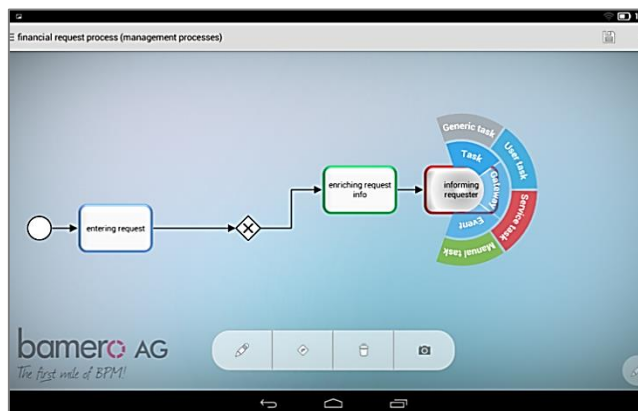 financial request process (management processes)
Generic task
User task
Task
enriching request
info
informing
requester
Gateway
entering request
Event
Service task
Manual task
bamero AG
The first mile of BPM!